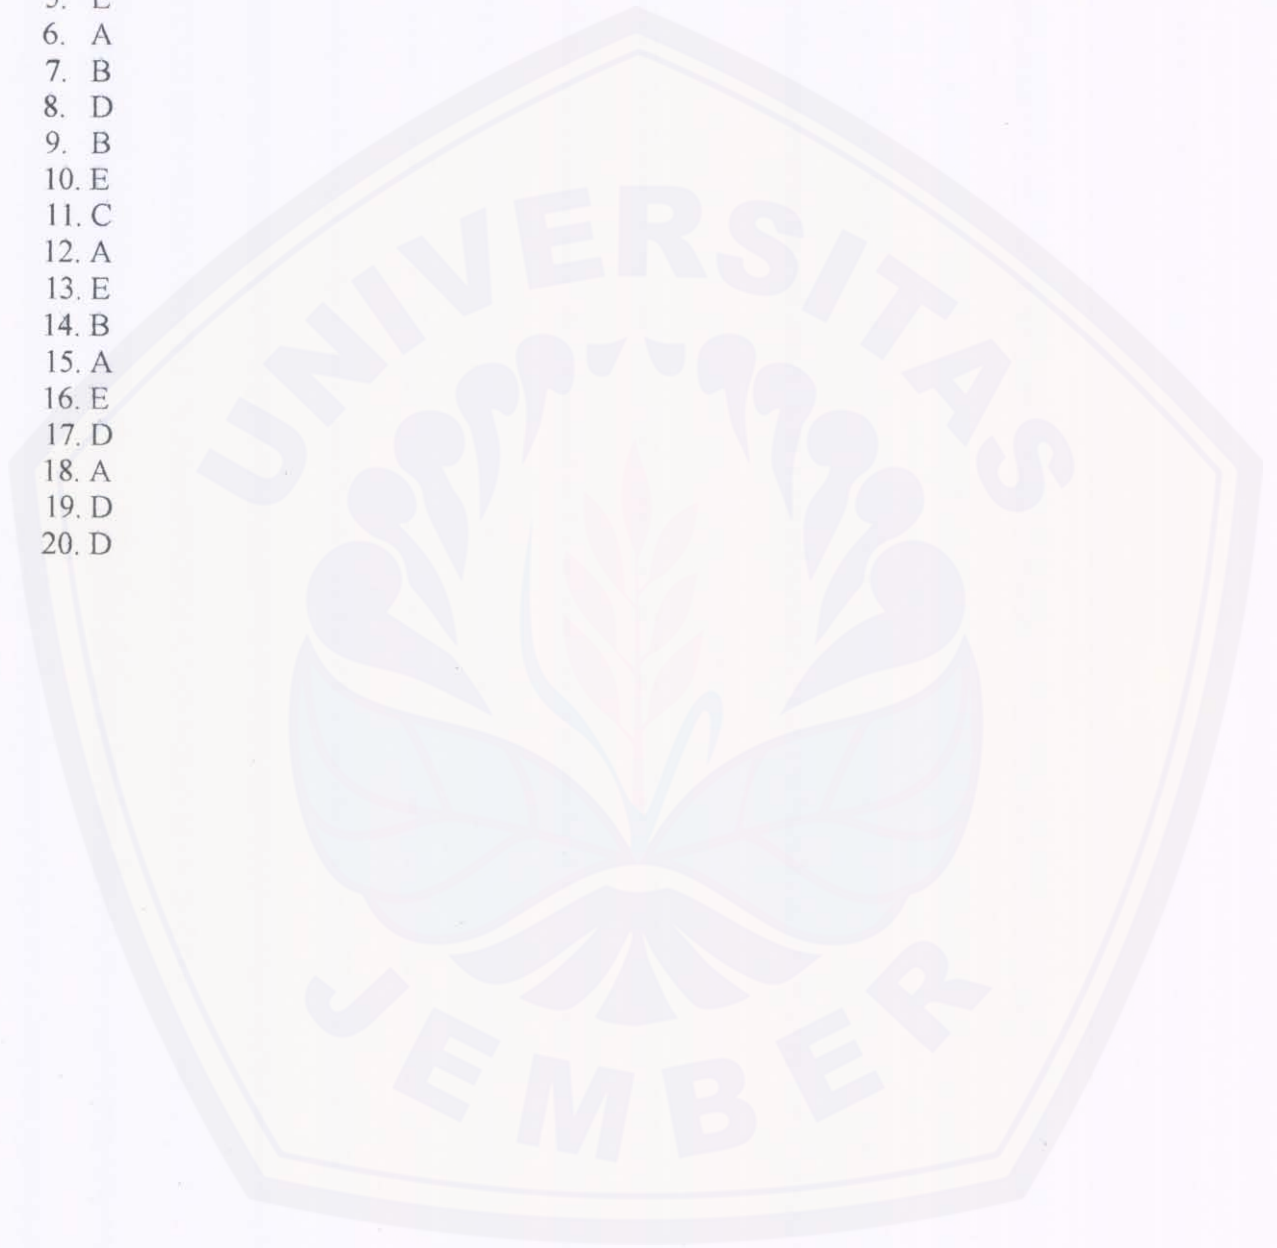 6. A
7. B
8. D
9. B
10. E
11. C
12. A
13. E
14. B
15. A
16. E
17. D
18. A
19. D
20. D
UNIVERSITAS
JEMBER